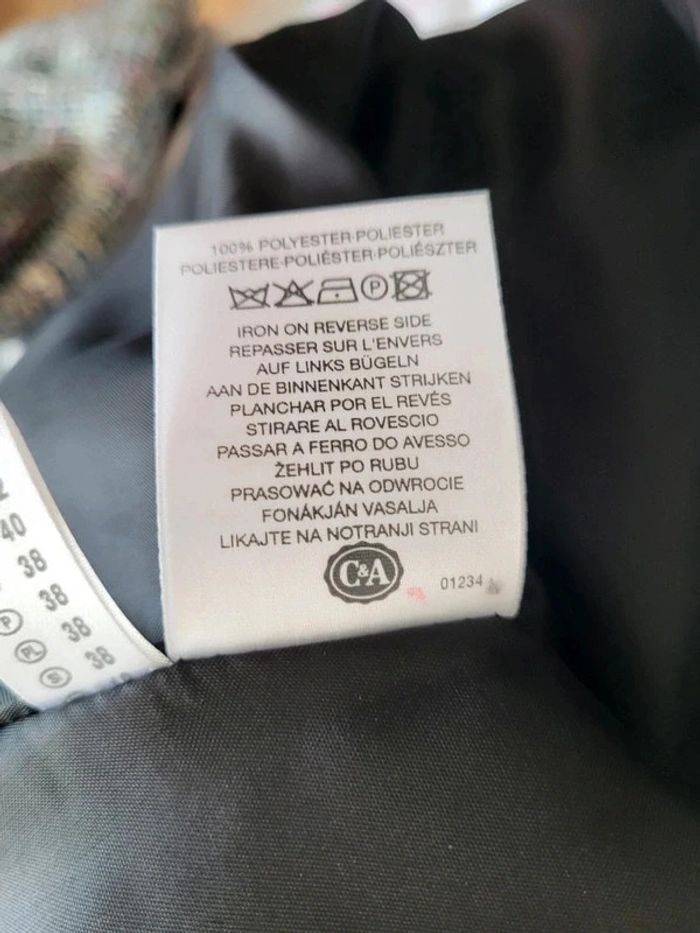 100% POLYESTER·POLIESTER
POLIESTERE·POLIÉSTER·POLIÉSZTER
P
IRON ON REVERSE SIDE
REPASSER SUR L'ENVERS
AUF LINKS BÜGELN
AAN DE BINNENKANT STRIJKEN
PLANCHAR POR EL REVÉS
STIRARE AL ROVESCIO
PASSAR A FERRO DO AVESSO
ŽEHLIT PO RUBU
PRASOWAĆ NA ODWROCIE
FONÁKJÁN VASALJA
LIKAJTE NA NOTRANJI STRANI
C&A
01234
2
40
38
38
P 38
PL 38